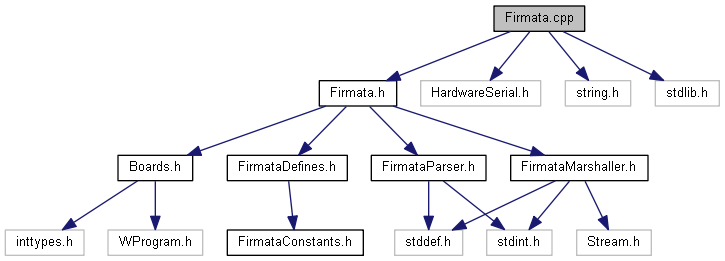 Firmata.cpp
Firmata.h
HardwareSerial.h
string.h
stdlib.h
Boards.h
FirmataDefines.h
FirmataParser.h
FirmataMarshaller.h
inttypes.h
WProgram.h
FirmataConstants.h
stddef.h
stdint.h
Stream.h